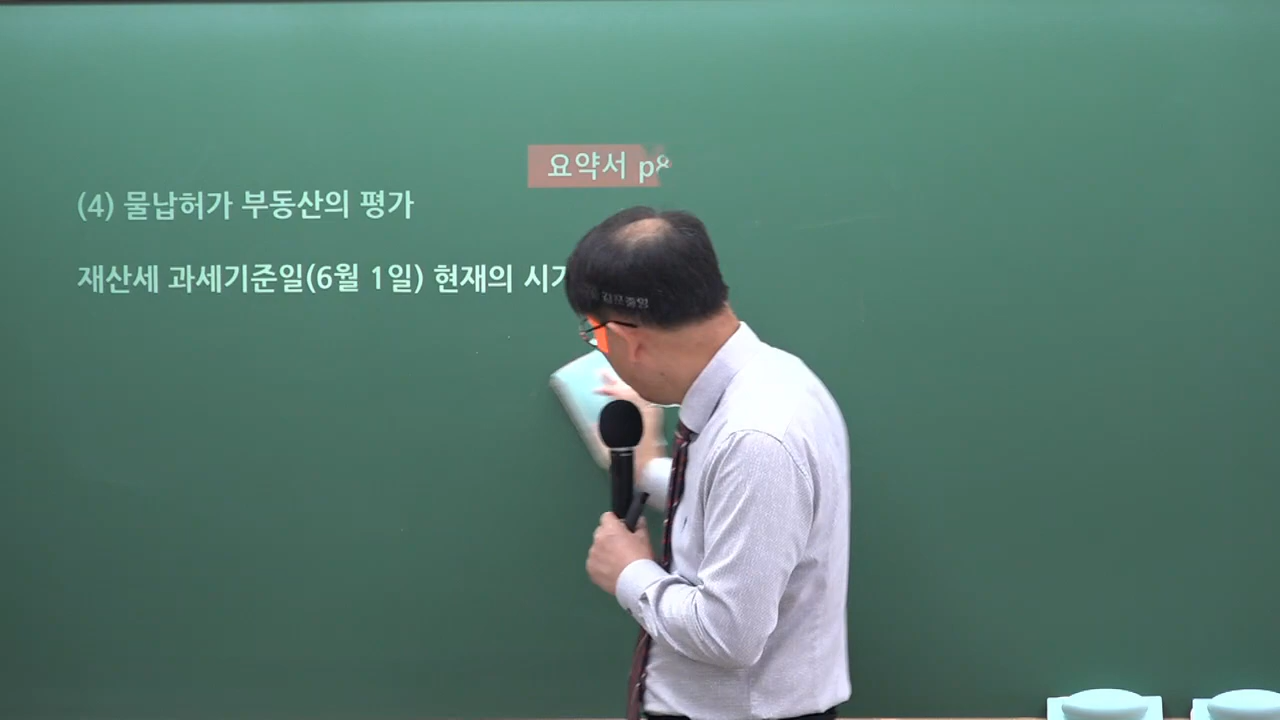 요약서 p8
(4) 물납허가 부동산의 평가
재산세 과세기준일(6월 1일) 현재의 시가